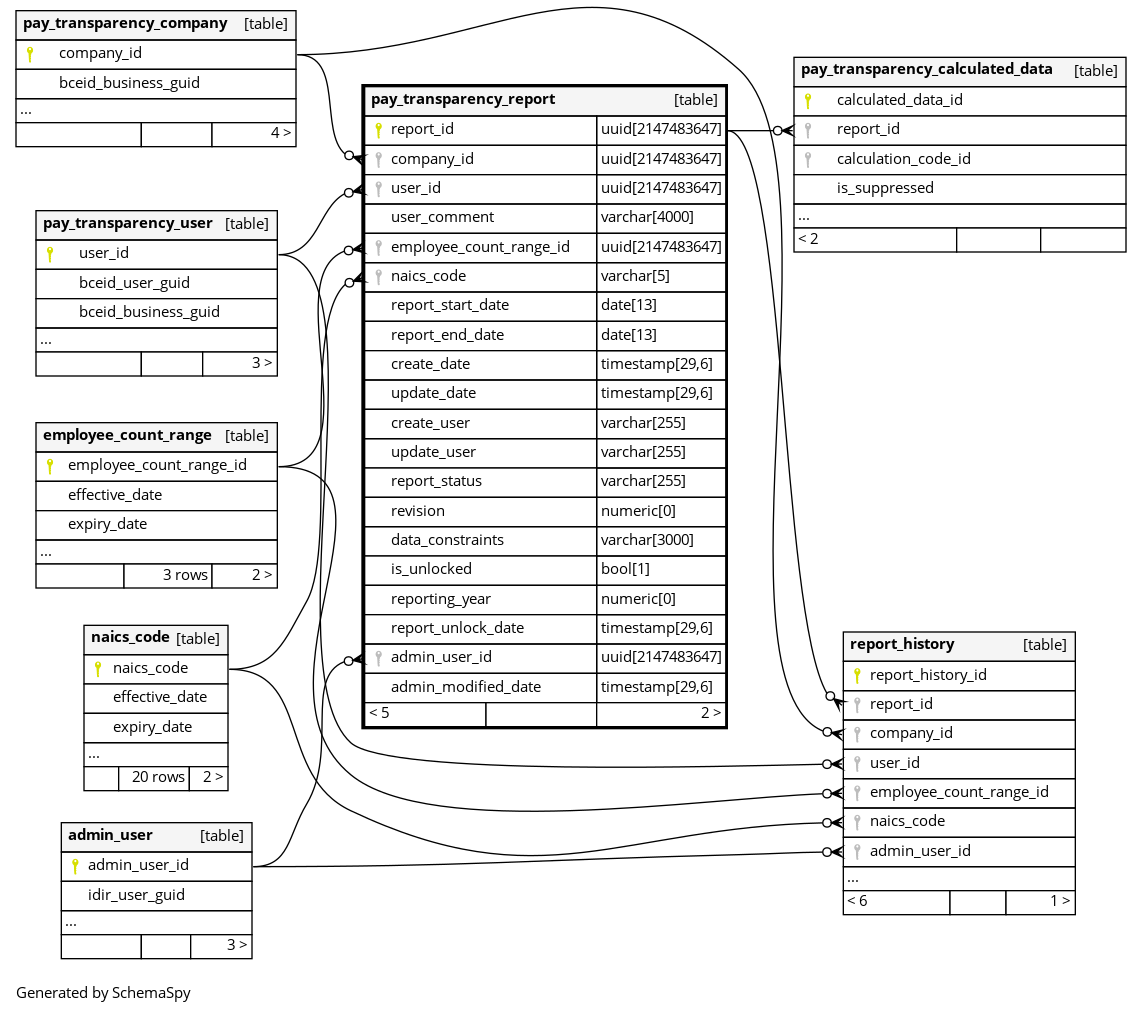 pay_transparency_company [table]
company_id
bceid_business_guid
...
4 >
pay_transparency_user [table]
user_id
bceid_user_guid
bceid_business_guid
...
3 >
employee_count_range [table]
employee_count_range_id
effective_date
expiry_date
...
3 rows 2 >
naics_code [table]
naics_code
effective_date
expiry_date
...
20 rows 2 >
admin_user [table]
admin_user_id
idir_user_guid
...
3 >
pay_transparency_report [table]
report_id uuid[2147483647]
company_id uuid[2147483647]
user_id uuid[2147483647]
user_comment varchar[4000]
employee_count_range_id uuid[2147483647]
naics_code varchar[5]
report_start_date date[13]
report_end_date date[13]
create_date timestamp[29,6]
update_date timestamp[29,6]
create_user varchar[255]
update_user varchar[255]
report_status varchar[255]
revision numeric[0]
data_constraints varchar[3000]
is_unlocked bool[1]
reporting_year numeric[0]
report_unlock_date timestamp[29,6]
admin_user_id uuid[2147483647]
admin_modified_date timestamp[29,6]
< 5 2 >
pay_transparency_calculated_data [table]
calculated_data_id
report_id
calculation_code_id
is_suppressed
...
< 2
report_history [table]
report_history_id
report_id
company_id
user_id
employee_count_range_id
naics_code
admin_user_id
...
< 6 1 >
Generated by SchemaSpy